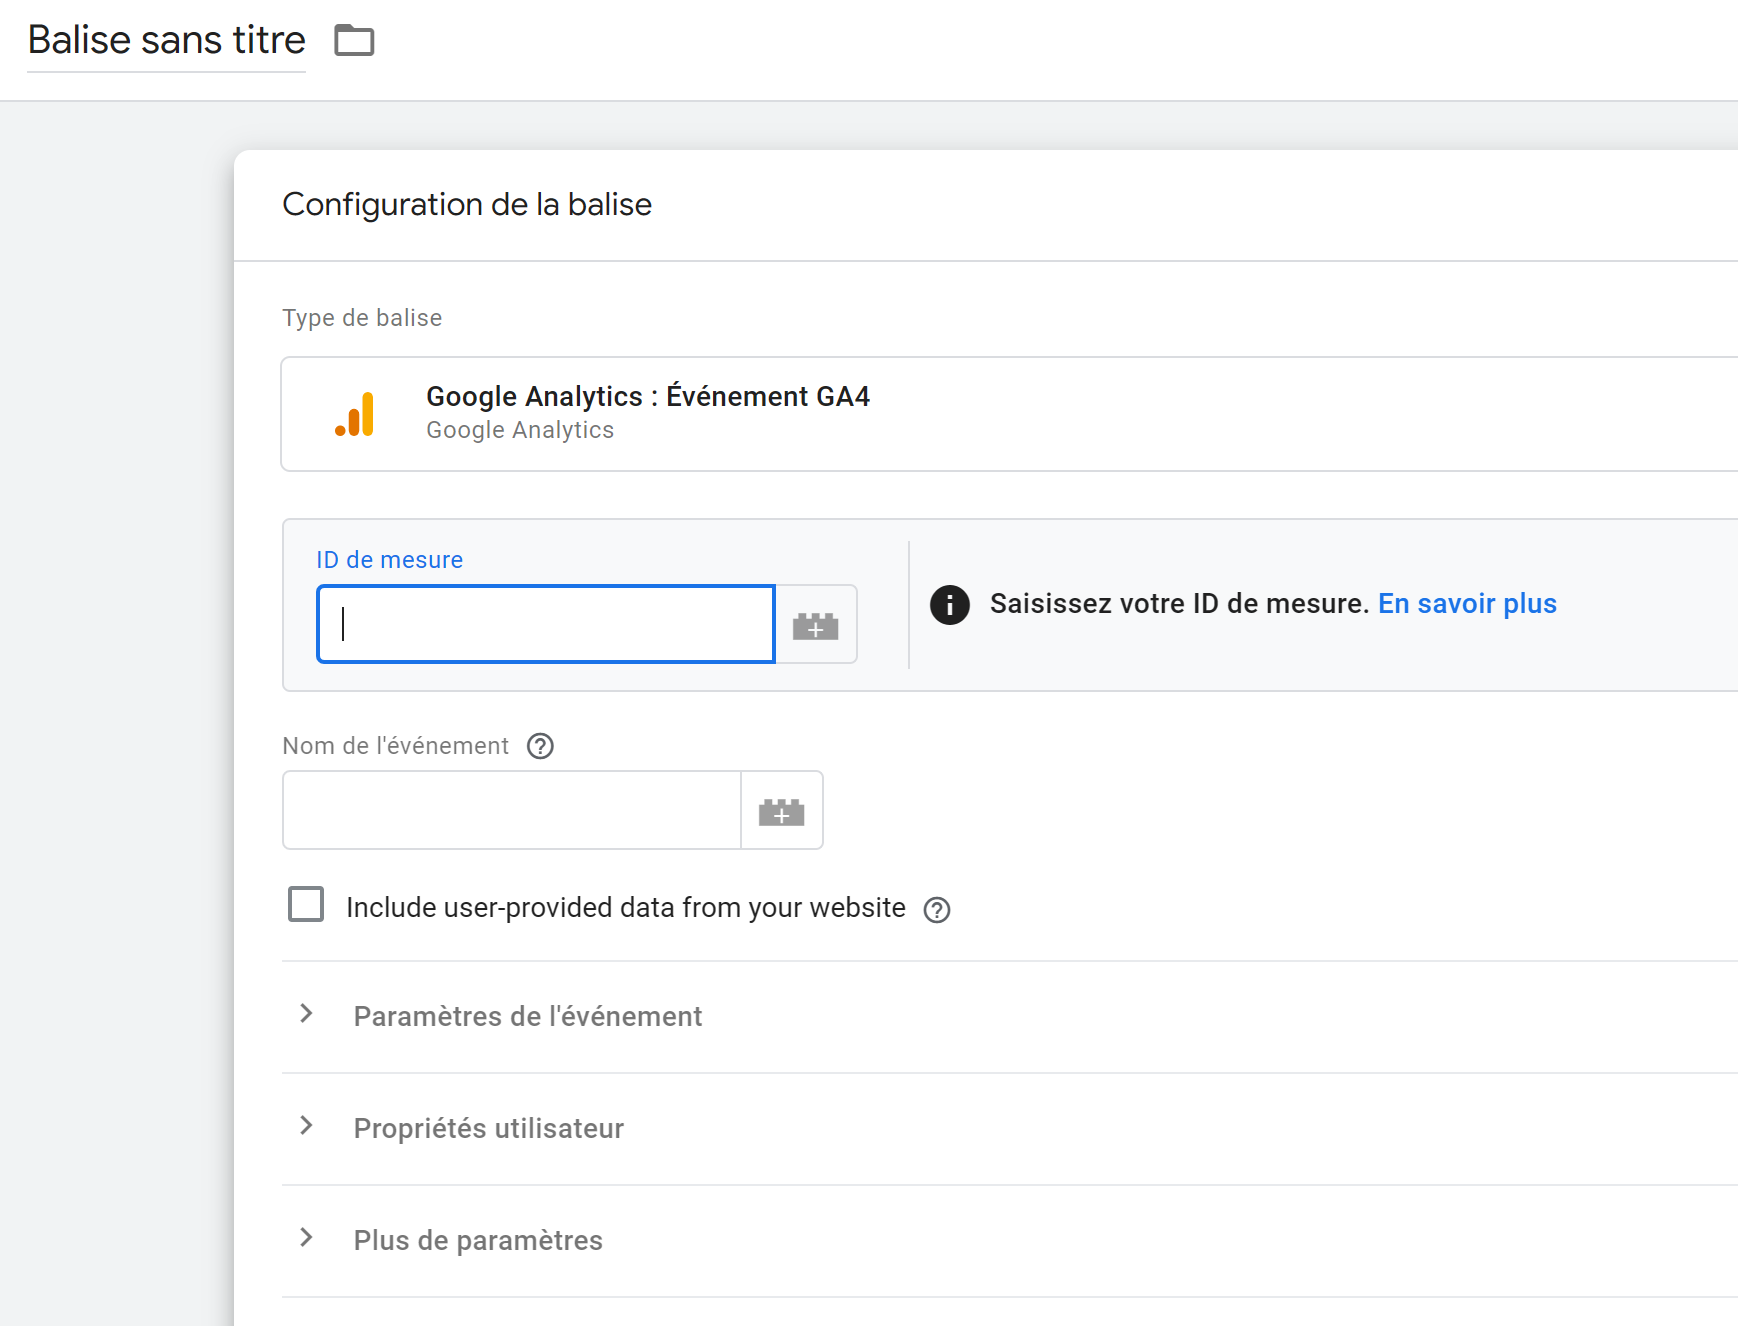 Balise sans titre
Configuration de la balise
Type de balise
Google Analytics : Événement GA4
Google Analytics
ID de mesure
Saisissez votre ID de mesure. En savoir plus
Nom de l'événement
Include user-provided data from your website
Paramètres de l'événement
Propriétés utilisateur
Plus de paramètres